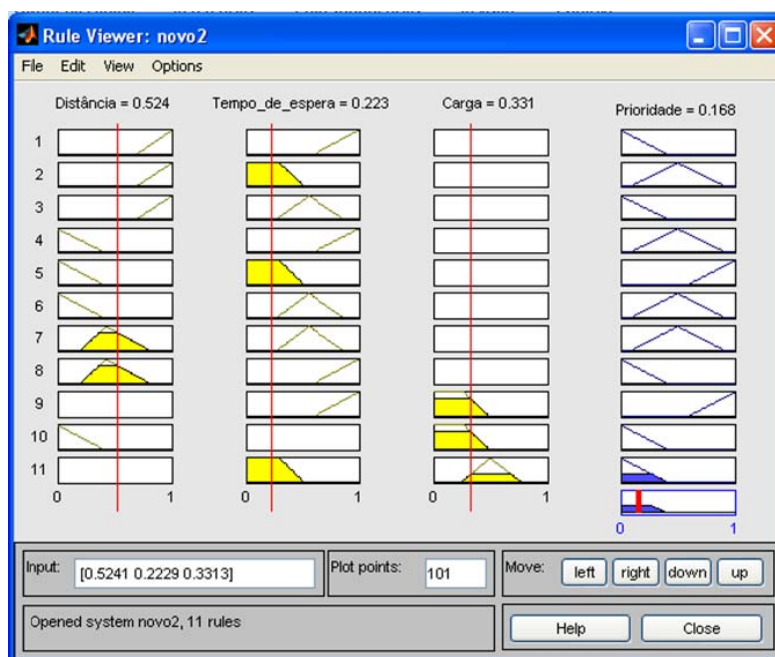 Rule Viewer: novo2
File Edit View Options
Distância = 0.524 Tempo_de_espera = 0.223 Carga = 0.331 Prioridade = 0.168
1
2
3
4
5
6
7
8
9
10
11
0 1 0 1 0 1
0 1
Input: [0.5241 0.2229 0.3313] Plot points: 101 Move: left right down up
Opened system novo2, 11 rules Help Close